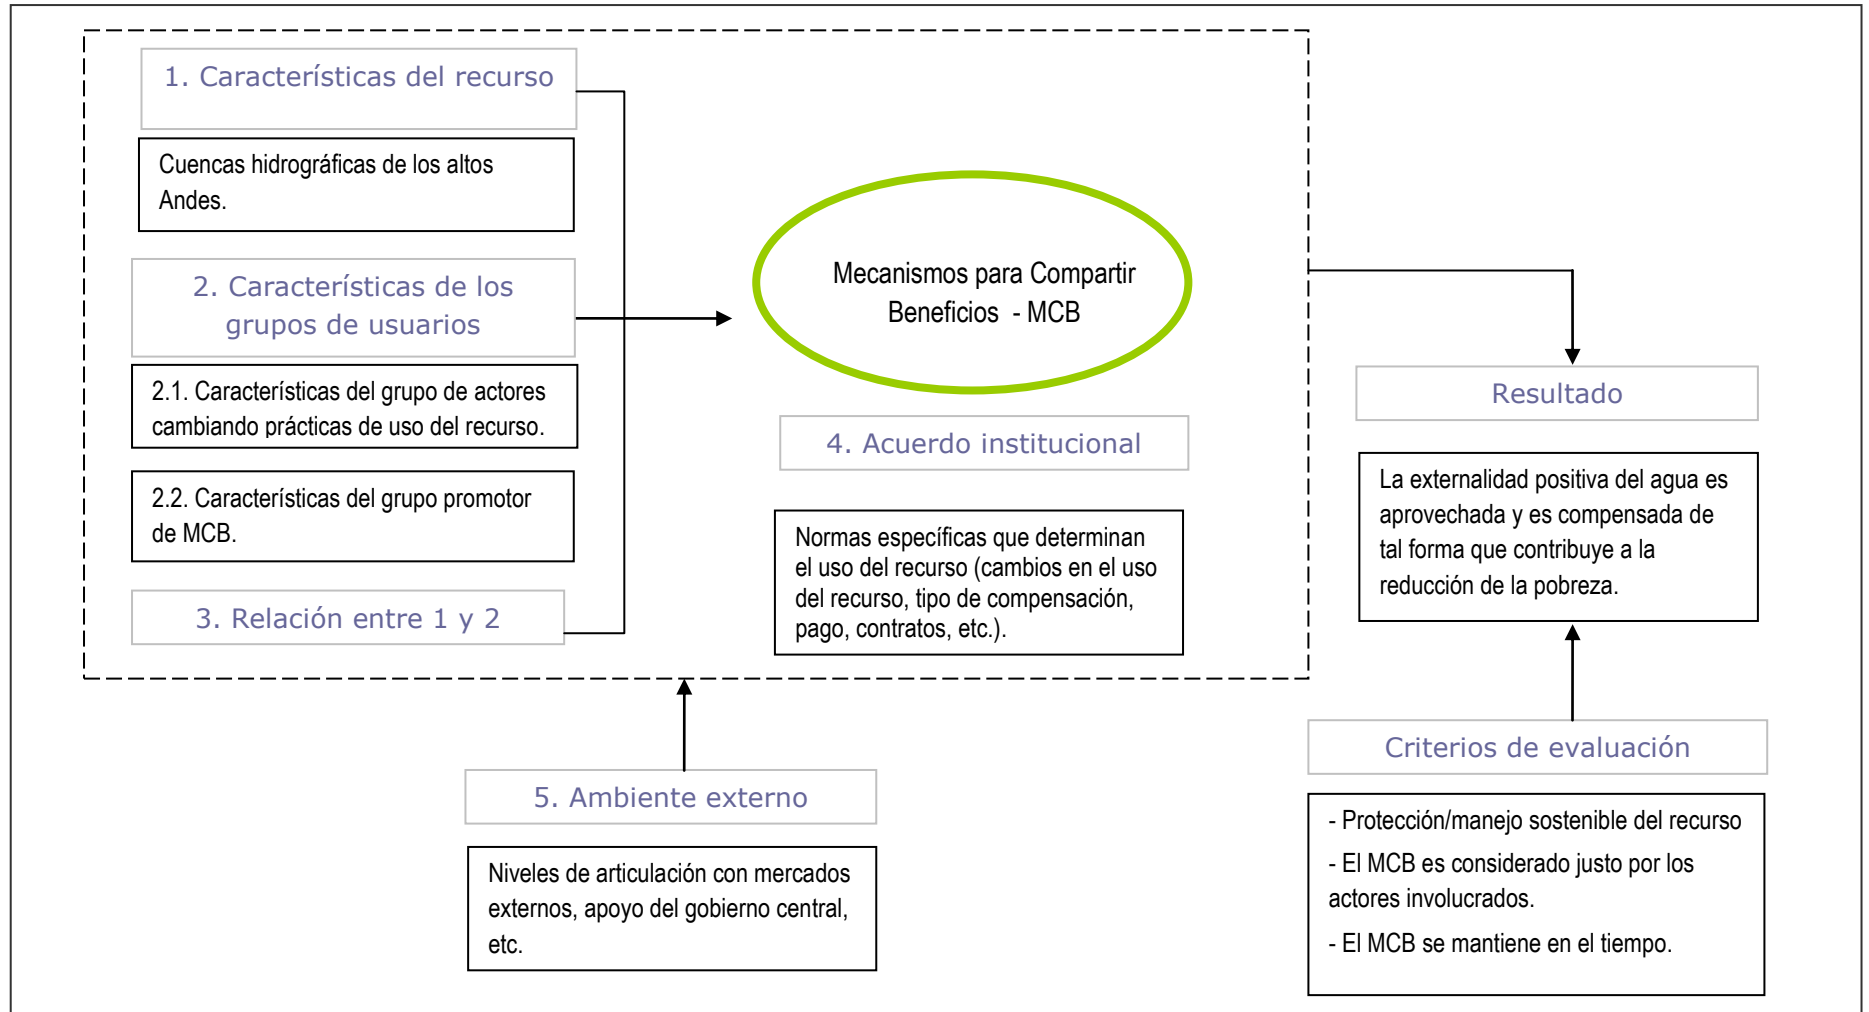 1. Características del recurso
Cuencas hidrográficas de los altos
Andes.
2. Características de los
grupos de usuarios
2.1. Características del grupo de actores
cambiando prácticas de uso del recurso.
2.2. Características del grupo promotor
de MCB.
3. Relación entre 1 y 2
Mecanismos para Compartir
Beneficios - MCB
4. Acuerdo institucional
Normas específicas que determinan
el uso del recurso (cambios en el uso
del recurso, tipo de compensación,
pago, contratos, etc.).
5. Ambiente externo
Niveles de articulación con mercados
externos, apoyo del gobierno central,
etc.
Resultado
La externalidad positiva del agua es
aprovechada y es compensada de
tal forma que contribuye a la
reducción de la pobreza.
Criterios de evaluación
- Protección/manejo sostenible del recurso
- El MCB es considerado justo por los
actores involucrados.
- El MCB se mantiene en el tiempo.